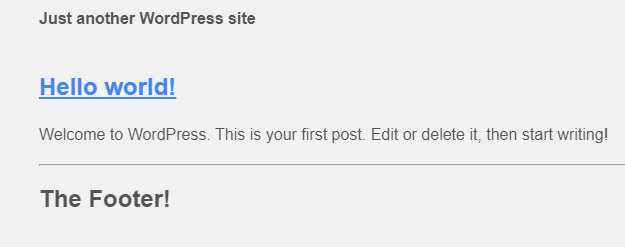 Just another WordPress site
Hello world!
Welcome to WordPress. This is your first post. Edit or delete it, then start writing!
The Footer!